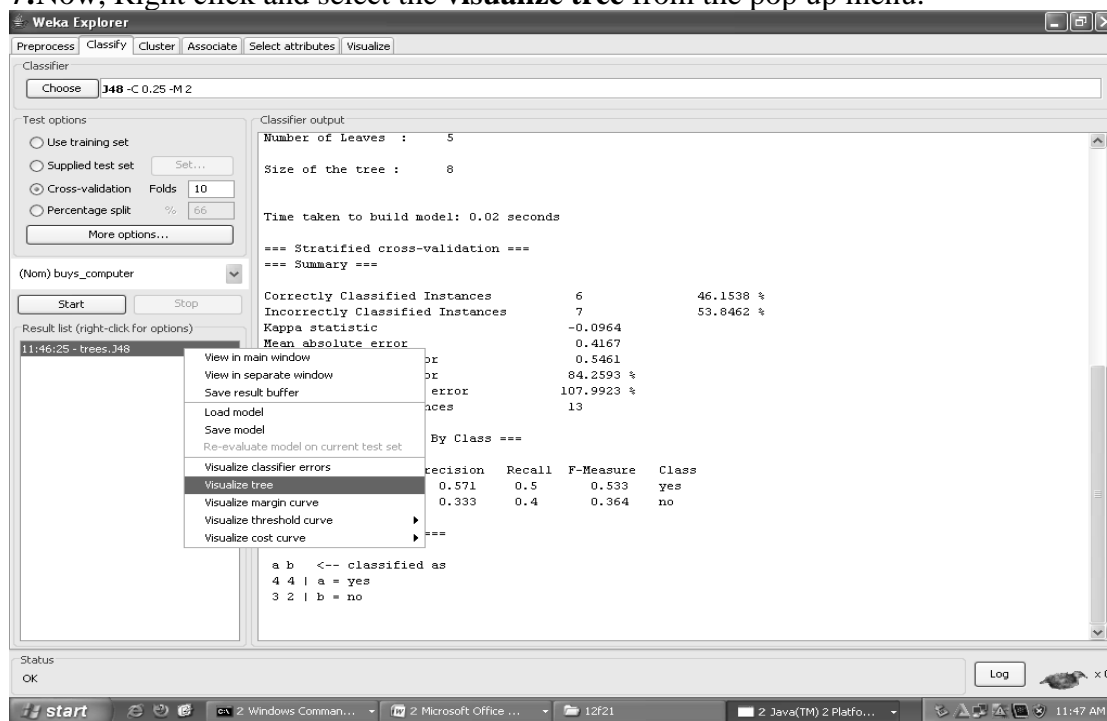 7.Now, Right click and select the visualize tree from the pop up menu.
Weka Explorer
Preprocess Classify Cluster Associate Select attributes Visualize
Classifier
Choose J48 -C 0.25 -M 2
Test options
Use training set
Supplied test set Set...
Cross-validation Folds 10
Percentage split % 66
More options...
(Nom) buys_computer
Start Stop
Result list (right-click for options)
11:46:25 - trees.J48
View in main window
View in separate window
Save result buffer
Load model
Save model
Re-evaluate model on current test set
Visualize classifier errors
Visualize tree
Visualize margin curve
Visualize threshold curve
Visualize cost curve
Classifier output
Number of Leaves : 5
Size of the tree : 8
Time taken to build model: 0.02 seconds
=== Stratified cross-validation ===
=== Summary ===
Correctly Classified Instances 6 46.1538 %
Incorrectly Classified Instances 7 53.8462 %
Kappa statistic -0.0964
Mean absolute error 0.4167
or 0.5461
or 84.2593 %
error 107.9923 %
nces 13
By Class ===
recision Recall F-Measure Class
0.571 0.5 0.533 yes
0.333 0.4 0.364 no
===
a b <-- classified as
4 4 | a = yes
3 2 | b = no
Status
OK
Log x 0
start 2 Windows Comman... 2 Microsoft Office ... 12f21 2 Java(TM) 2 Platfo... 11:47 AM